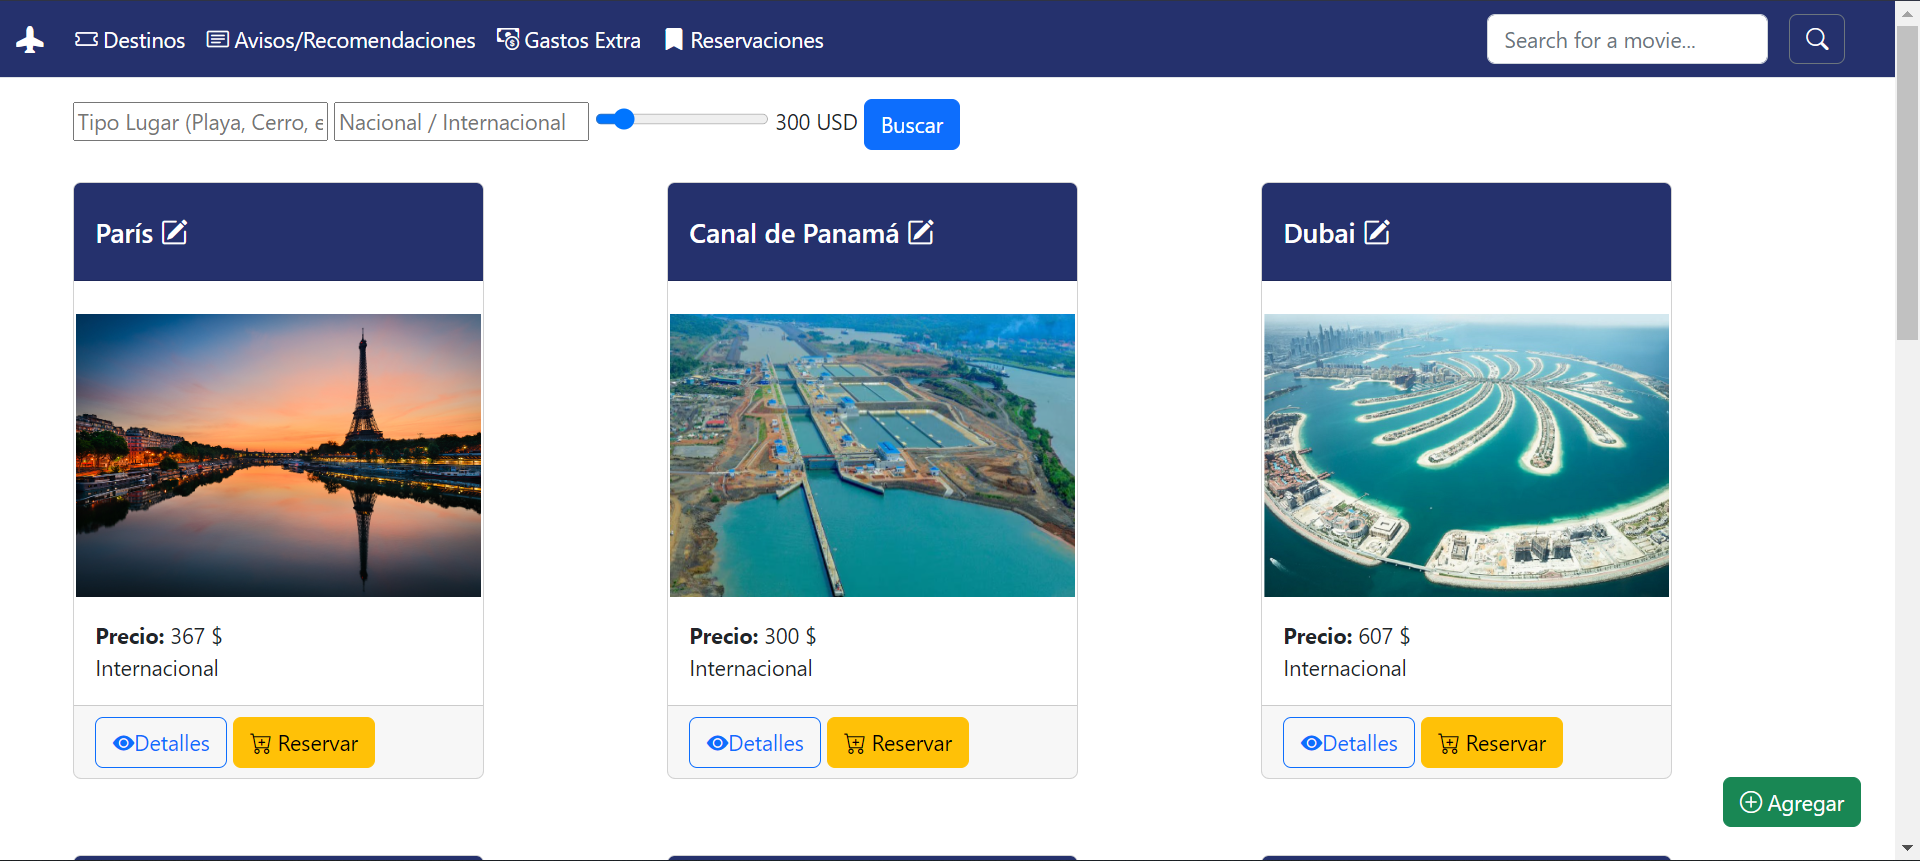 Destinos Avisos/Recomendaciones Gastos Extra Reservaciones Search for a movie...
Tipo Lugar (Playa, Cerro, e Nacional / Internacional 300 USD Buscar
París
Precio: 367 $
Internacional
Detalles Reservar
Canal de Panamá
Precio: 300 $
Internacional
Detalles Reservar
Dubai
Precio: 607 $
Internacional
Detalles Reservar
Agregar